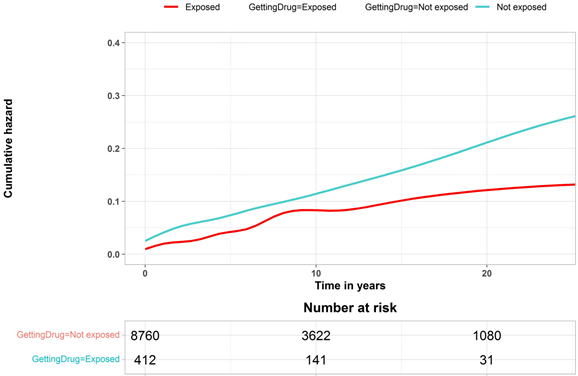 Exposed GettingDrug=Exposed GettingDrug=Not exposed Not exposed
Cumulative hazard
0.4
0.3
0.2
0.1
0.0
0 10 20
Time in years
Number at risk
GettingDrug=Not exposed 8760 3622 1080
GettingDrug=Exposed 412 141 31